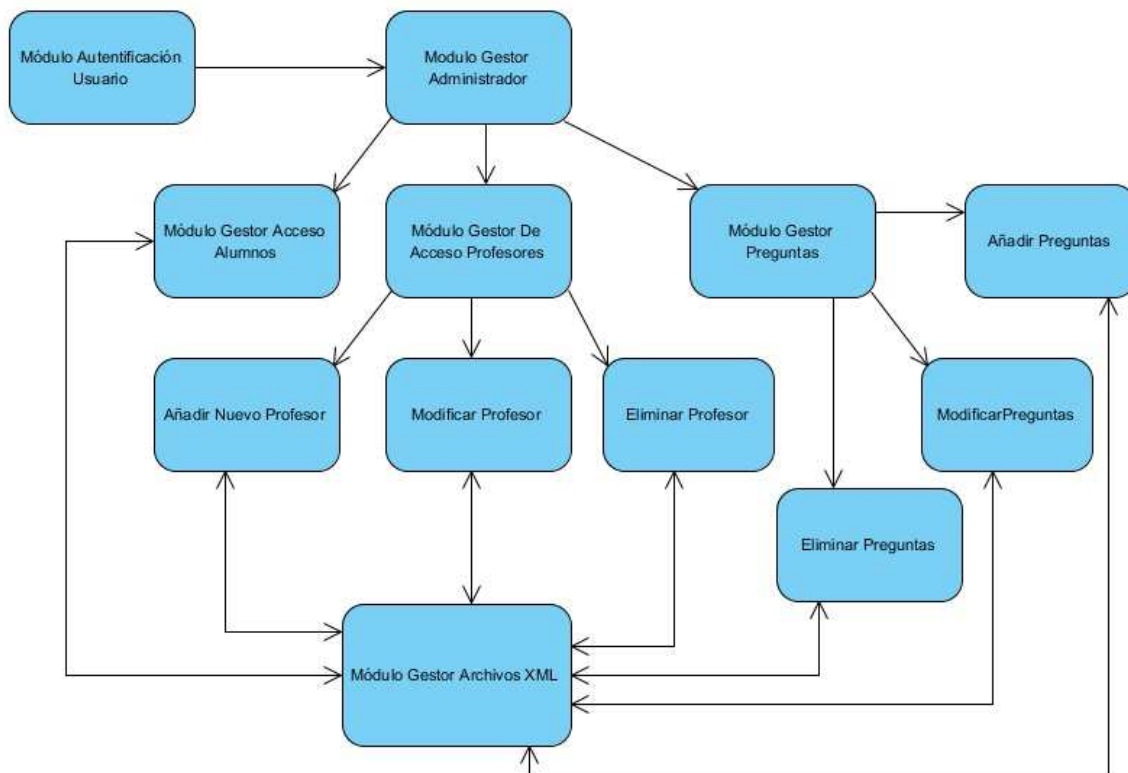 Módulo Autentificación
Usuario
Modulo Gestor
Administrador
Módulo Gestor Acceso
Alumnos
Módulo Gestor De
Acceso Profesores
Módulo Gestor
Preguntas
Añadir Preguntas
Añadir Nuevo Profesor
Modificar Profesor
Eliminar Profesor
ModificarPreguntas
Eliminar Preguntas
Módulo Gestor Archivos XML